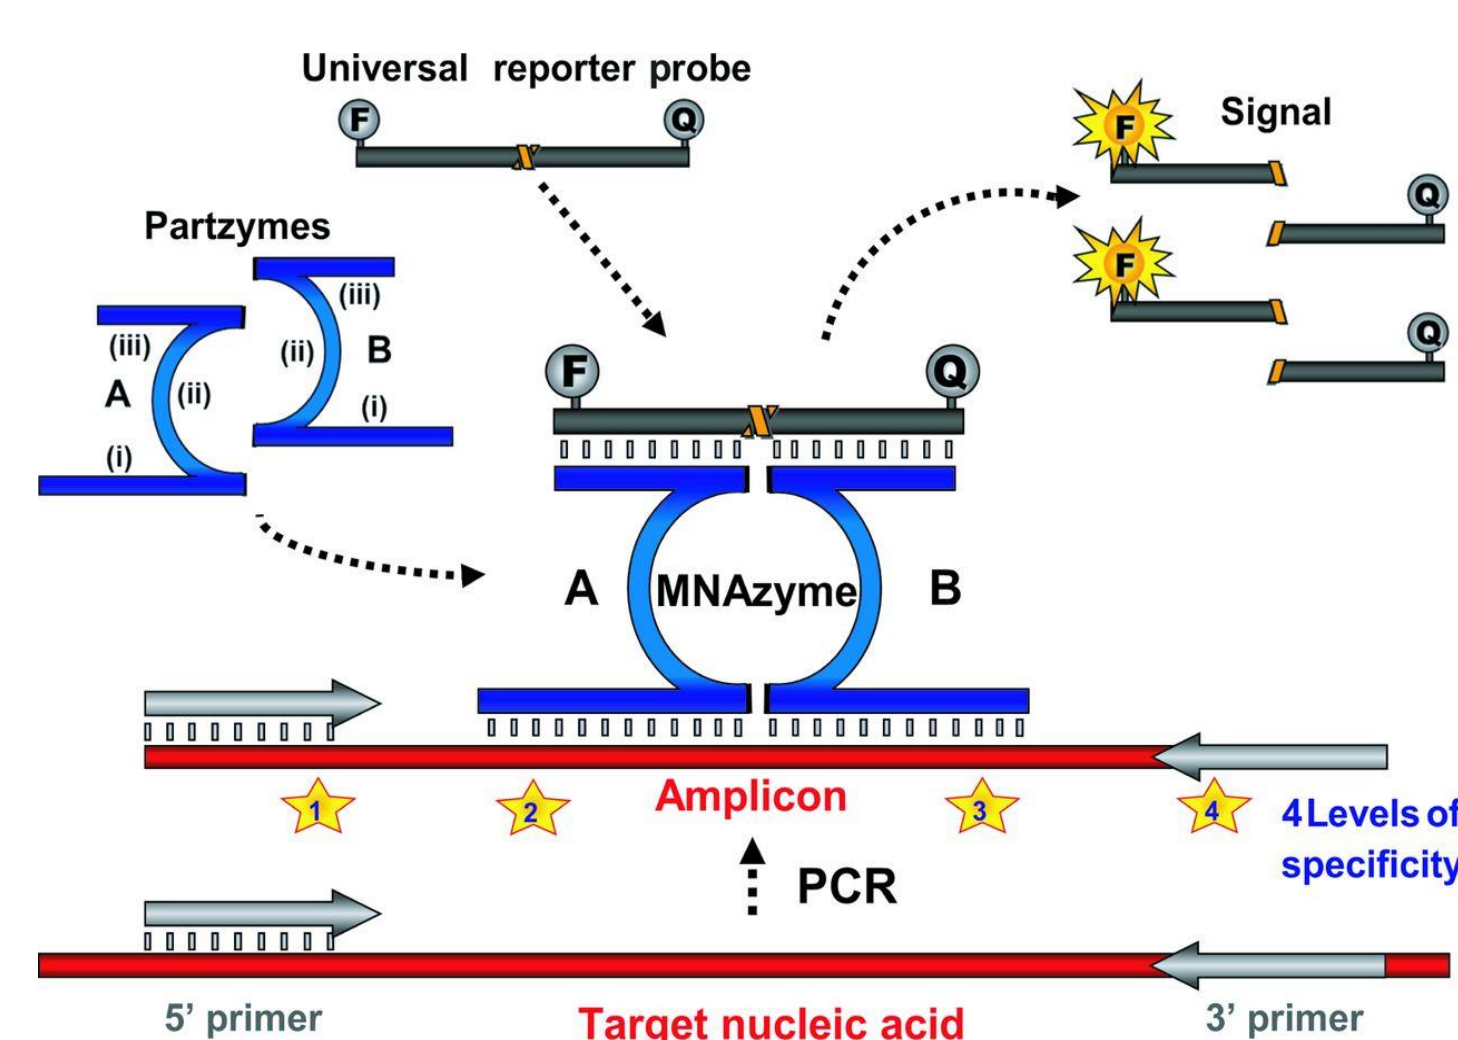 Universal reporter probe
F
Q
Signal
F
Q
F
Q
Partzymes
(iii)
(ii)
B
(i)
(iii)
A
(ii)
(i)
F
Q
A
MNAzyme
B
1
2
Amplicon
3
4
4 Levels of
specificity
PCR
5’ primer
Target nucleic acid
3’ primer